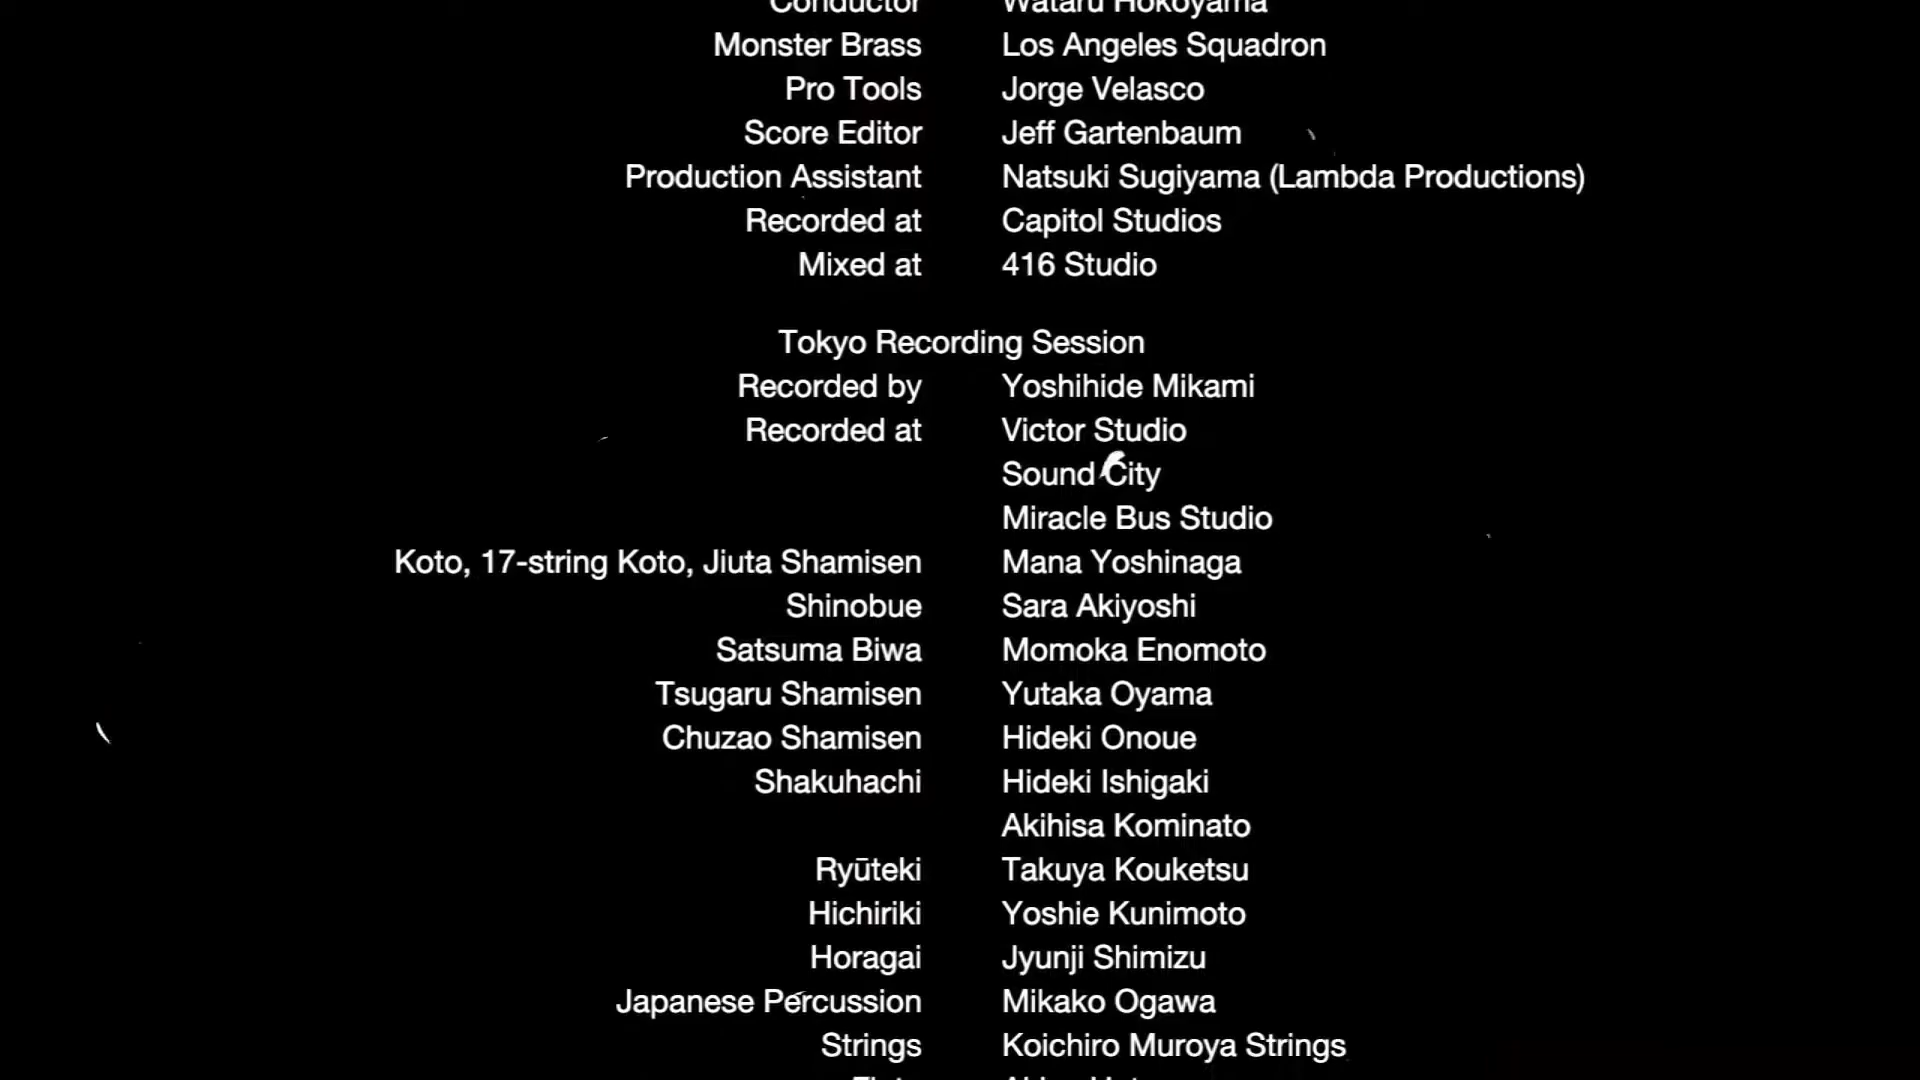 Conductor Wataru Hokoyama
Monster Brass Los Angeles Squadron
Pro Tools Jorge Velasco
Score Editor Jeff Gartenbaum
Production Assistant Natsuki Sugiyama (Lambda Productions)
Recorded at Capitol Studios
Mixed at 416 Studio
Tokyo Recording Session
Recorded by Yoshihide Mikami
Recorded at Victor Studio
Sound City
Miracle Bus Studio
Koto, 17-string Koto, Jiuta Shamisen Mana Yoshinaga
Shinobue Sara Akiyoshi
Satsuma Biwa Momoka Enomoto
Tsugaru Shamisen Yutaka Oyama
Chuzao Shamisen Hideki Onoue
Shakuhachi Hideki Ishigaki
Akihisa Kominato
Ryūteki Takuya Kouketsu
Hichiriki Yoshie Kunimoto
Horagai Jyunji Shimizu
Japanese Percussion Mikako Ogawa
Strings Koichiro Muroya Strings